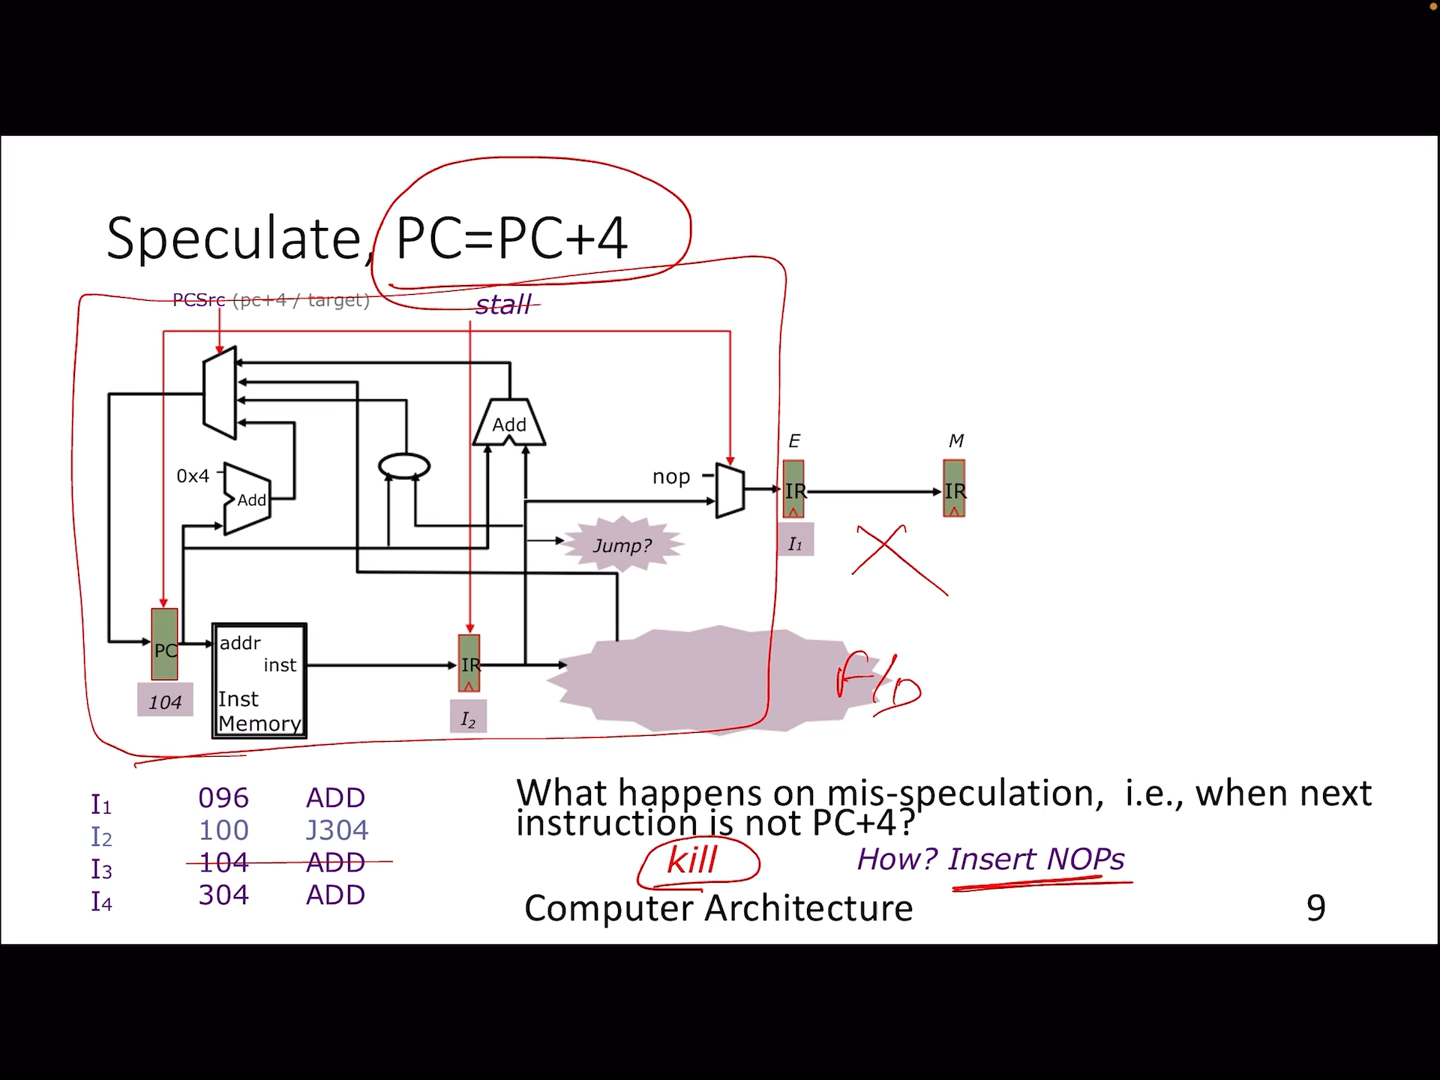 Speculate, PC=PC+4
PCSrc (pc+4 / target)
stall
Add
0x4
Add
nop
E
M
IR
IR
I₁
Jump?
F/D
PC
addr
inst
Inst
Memory
IR
104
I₂
I₁ 096 ADD
I₂ 100 J304
I₃ 104 ADD
I₄ 304 ADD
What happens on mis-speculation, i.e., when next
instruction is not PC+4?
kill
How? Insert NOPs
Computer Architecture
9